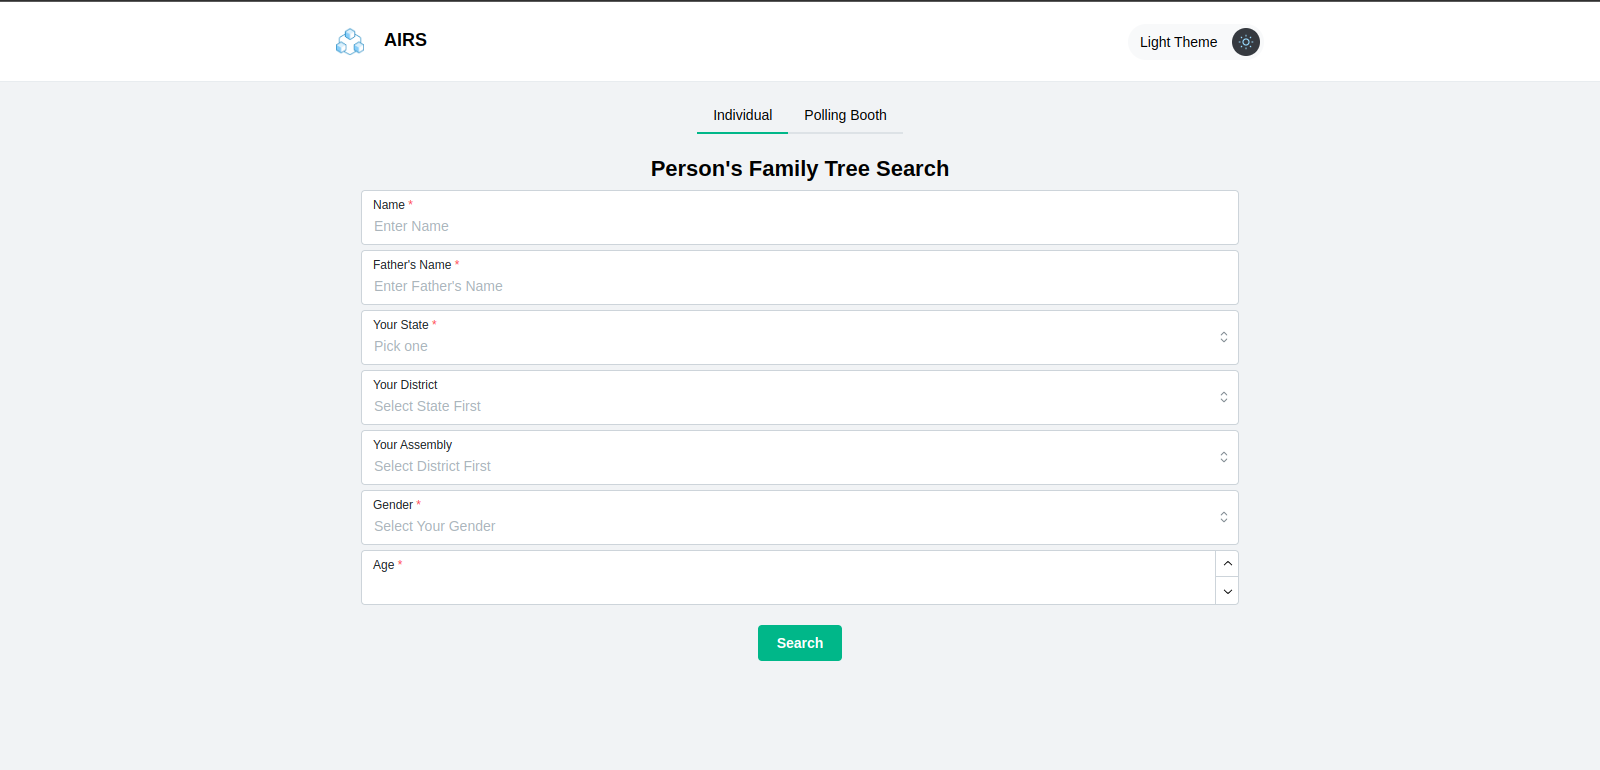 AIRS
Light Theme
Individual
Polling Booth
Person's Family Tree Search
Name *
Enter Name
Father's Name *
Enter Father's Name
Your State *
Pick one
Your District
Select State First
Your Assembly
Select District First
Gender *
Select Your Gender
Age *
Search